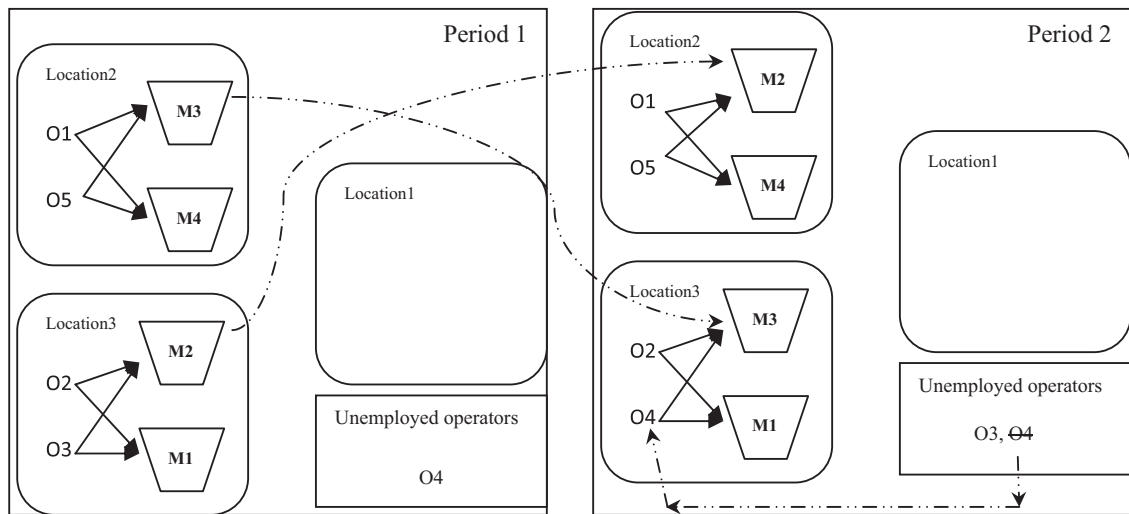 Period 1
Location2
M3
O1
O5
M4
Location1
Location3
M2
O2
O3
M1
Unemployed operators
O4
Period 2
Location2
M2
O1
O5
M4
Location1
Location3
M3
O2
O4
M1
Unemployed operators
O3, O4